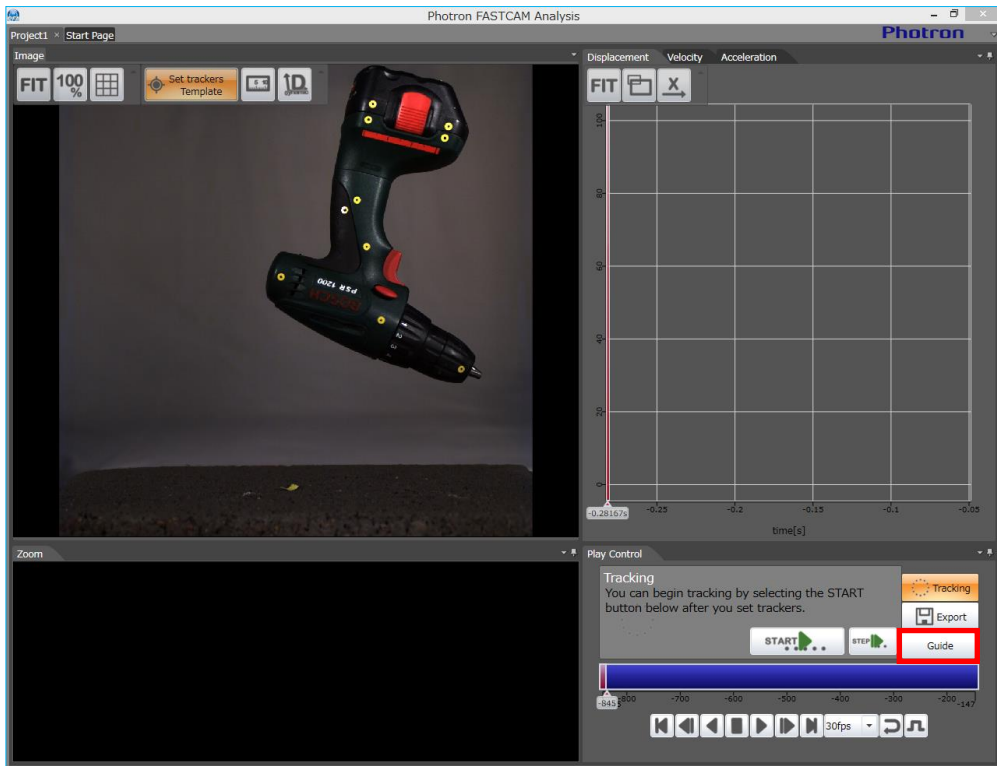 Photron FASTCAM Analysis
Project1 × Start Page
Photron
Image
FIT 100 %
Set trackers
Template
1D
PSR 1200
2
3
Displacement Velocity Acceleration
FIT X
100
80
60
40
20
0
-0.28167s -0.25 -0.2 -0.15 -0.1 -0.05
time[s]
Zoom
Play Control
Tracking
You can begin tracking by selecting the START
button below after you set trackers.
START STEP
Tracking
Export
Guide
-845 -800 -700 -600 -500 -400 -300 -200 -147
30fps